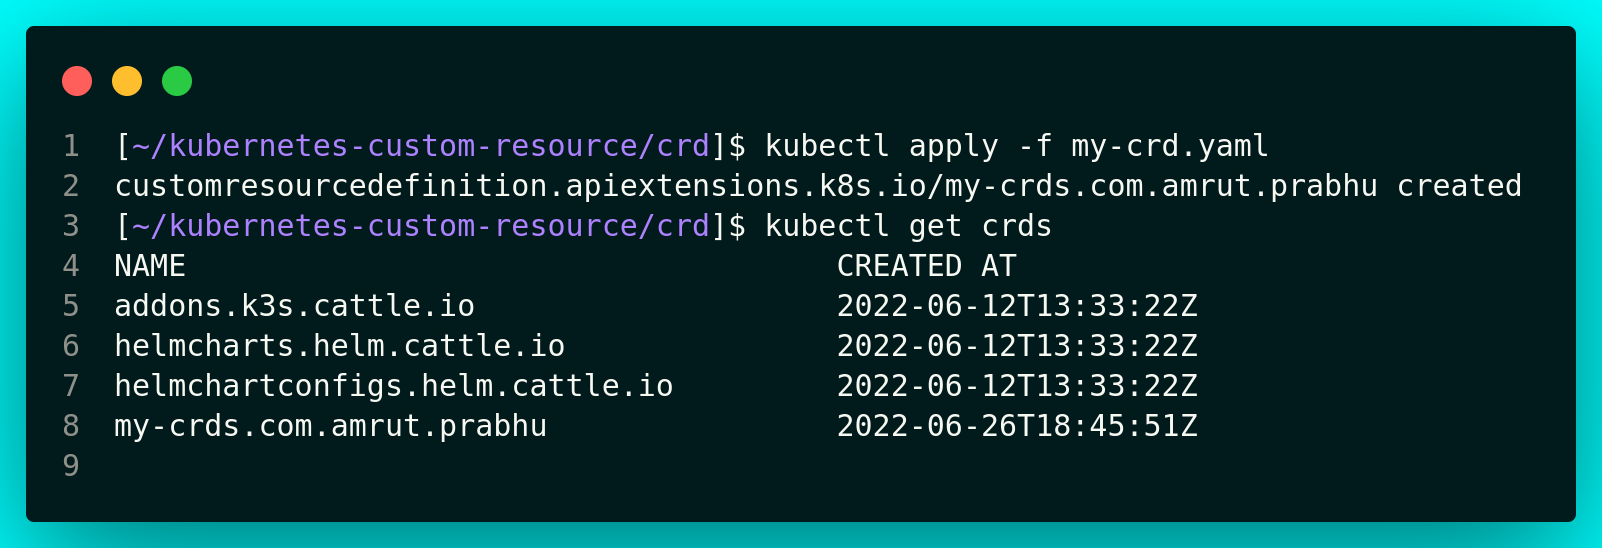 1 [~/kubernetes-custom-resource/crd]$ kubectl apply -f my-crd.yaml
2 customresourcedefinition.apiextensions.k8s.io/my-crds.com.amrut.prabhu created
3 [~/kubernetes-custom-resource/crd]$ kubectl get crds
4 NAME                                    CREATED AT
5 addons.k3s.cattle.io                    2022-06-12T13:33:22Z
6 helmcharts.helm.cattle.io               2022-06-12T13:33:22Z
7 helmchartconfigs.helm.cattle.io         2022-06-12T13:33:22Z
8 my-crds.com.amrut.prabhu                2022-06-26T18:45:51Z
9